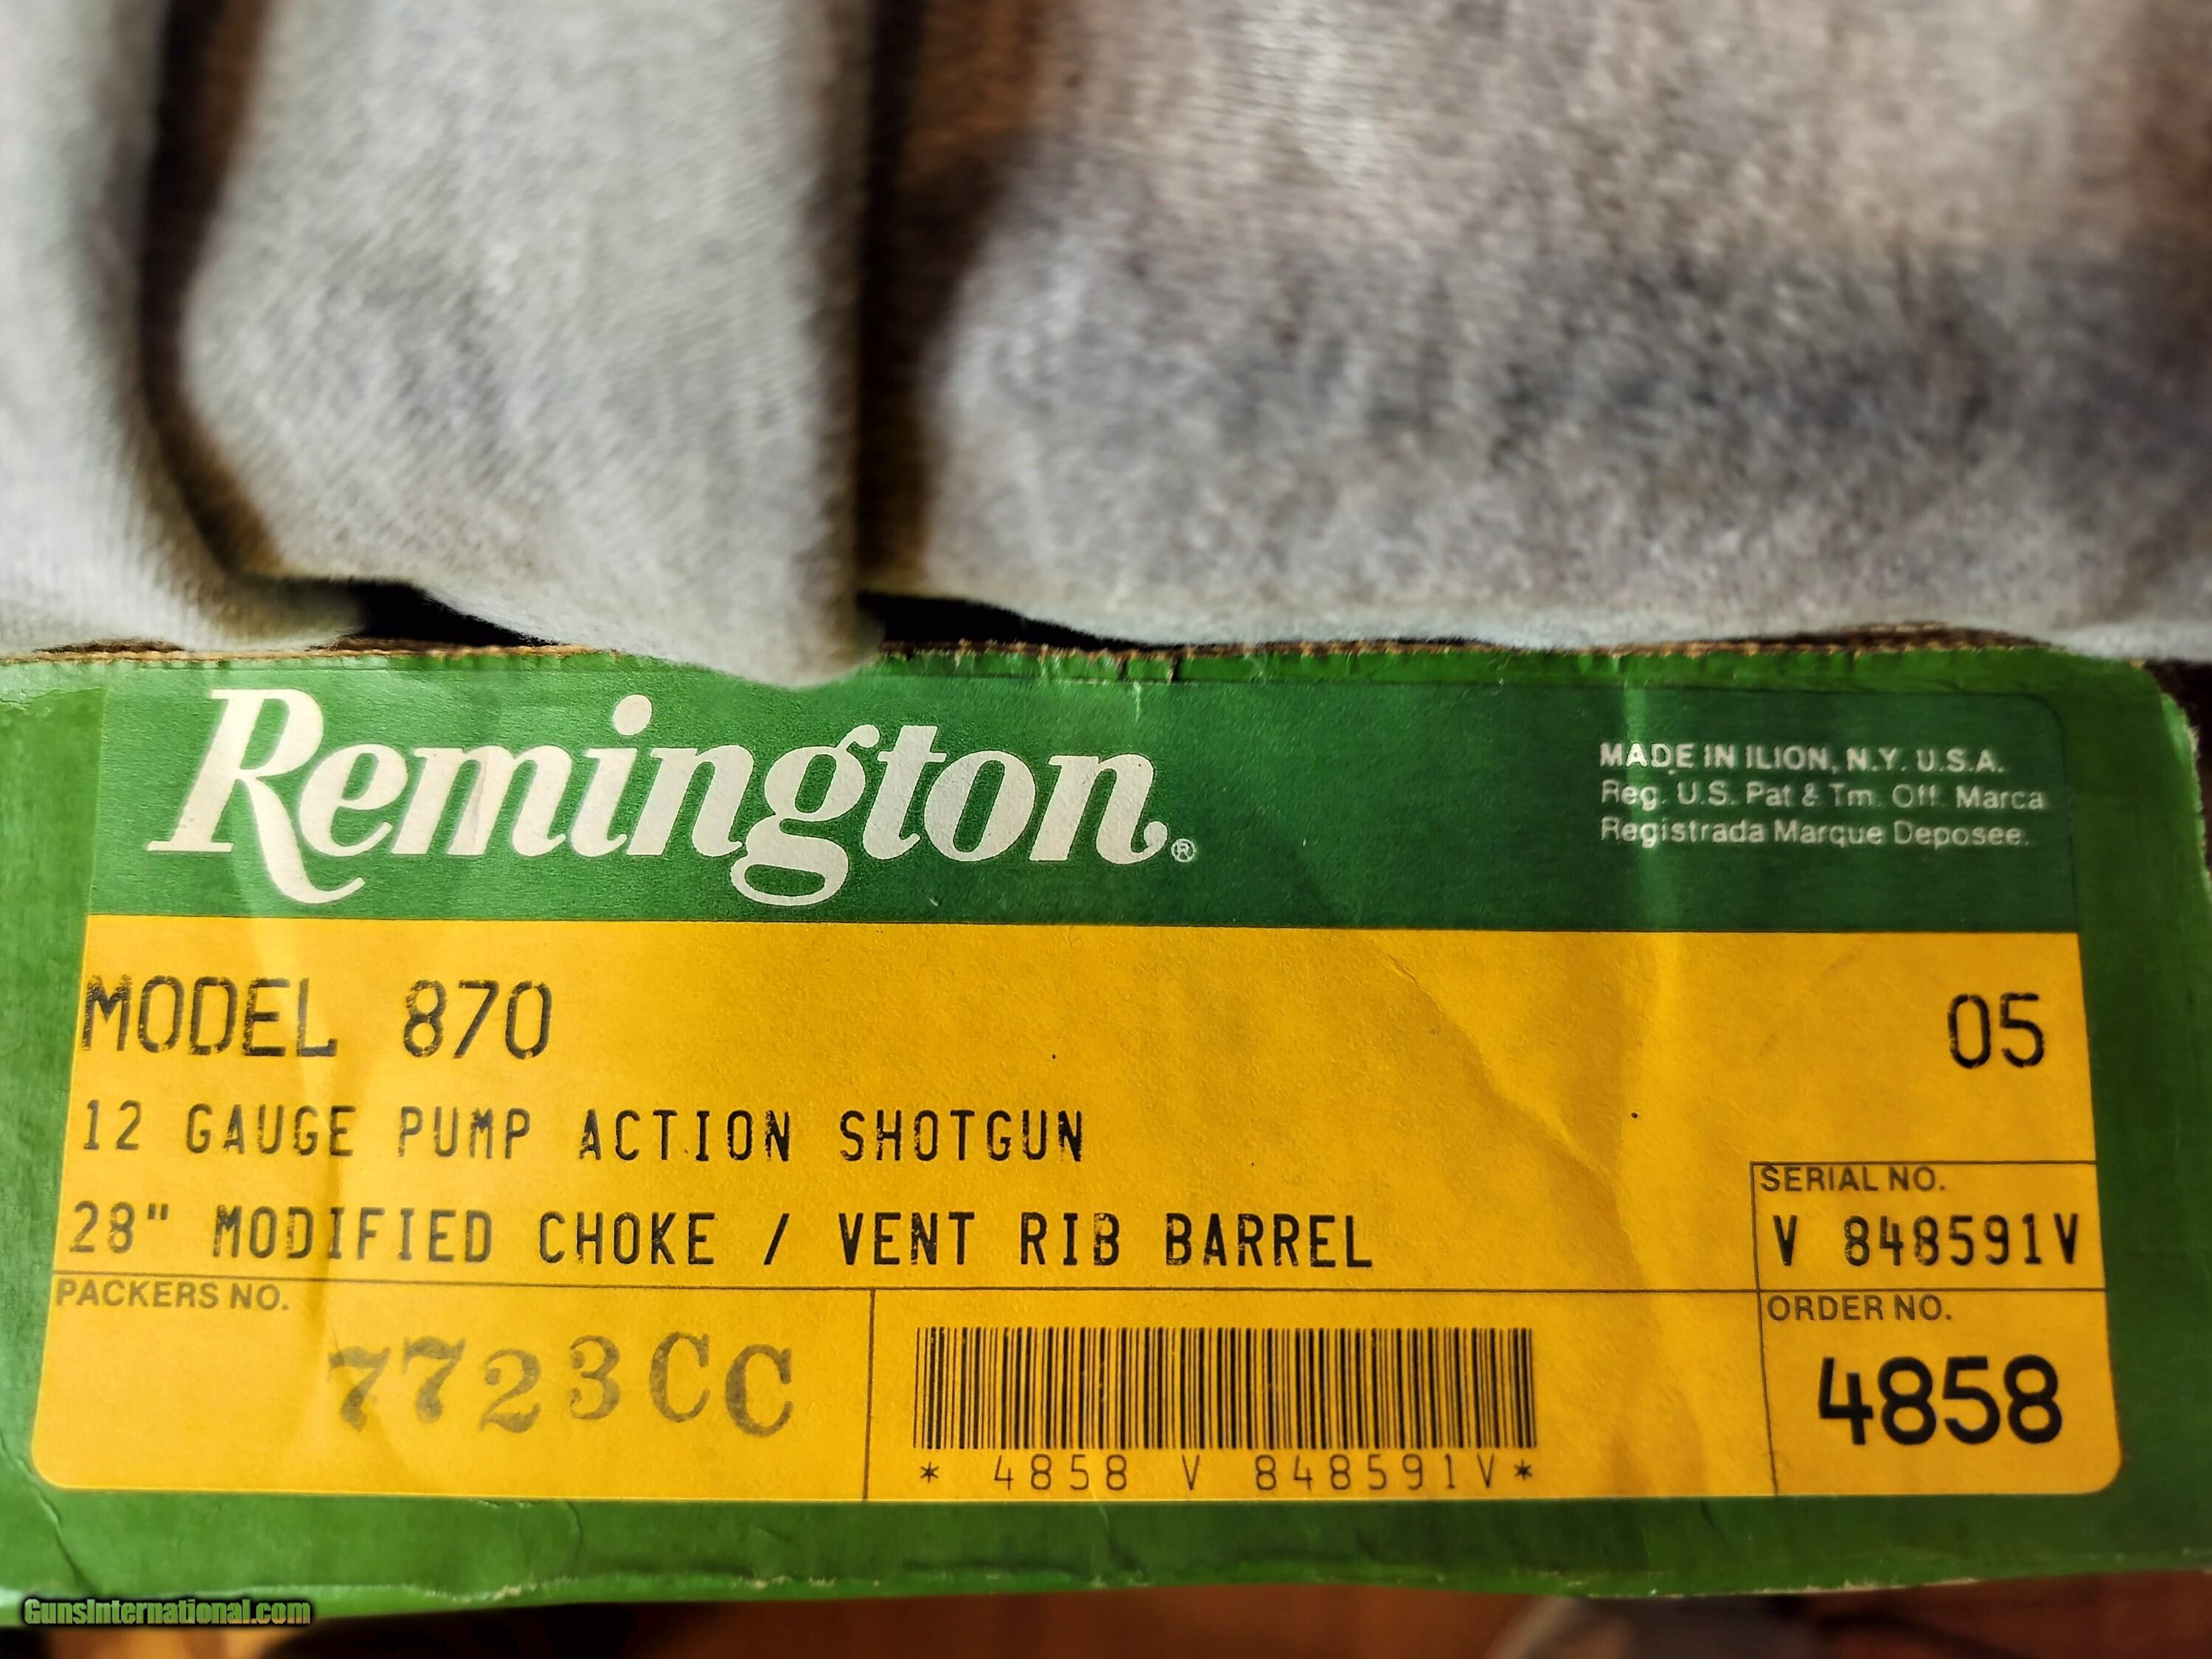 Remington®
MADE IN ILION, N.Y. U.S.A.
Reg. U.S. Pat & Tm. Off. Marca
Registrada Marque Deposee.
MODEL 870
05
12 GAUGE PUMP ACTION SHOTGUN
28" MODIFIED CHOKE / VENT RIB BARREL
SERIAL NO.
V 848591V
PACKERS NO.
7723CC
* 4858 V 848591V*
ORDER NO.
4858
GunsInternational.com